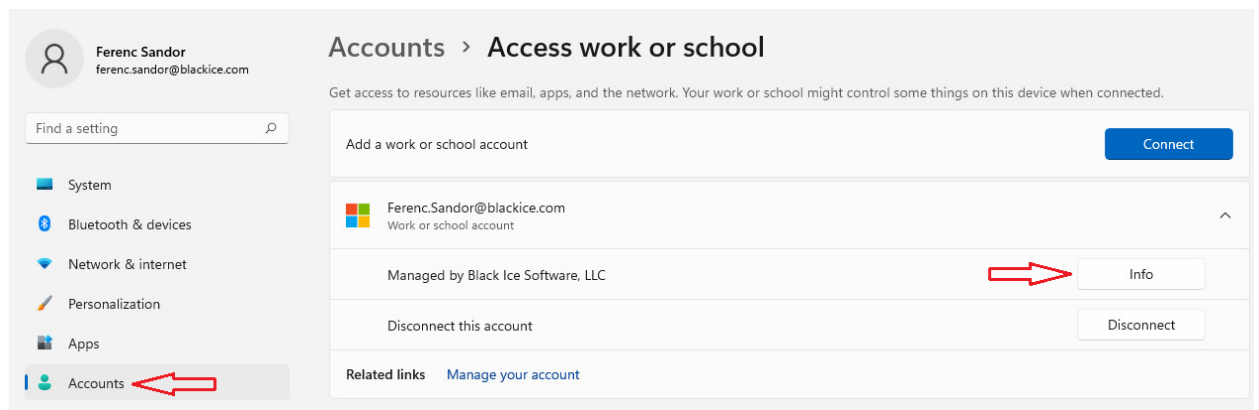 Ferenc Sandor
ferenc.sandor@blackice.com
Find a setting
System
Bluetooth & devices
Network & internet
Personalization
Apps
Accounts
Accounts > Access work or school
Get access to resources like email, apps, and the network. Your work or school might control some things on this device when connected.
Add a work or school account Connect
Ferenc.Sandor@blackice.com
Work or school account
Managed by Black Ice Software, LLC Info
Disconnect this account Disconnect
Related links Manage your account